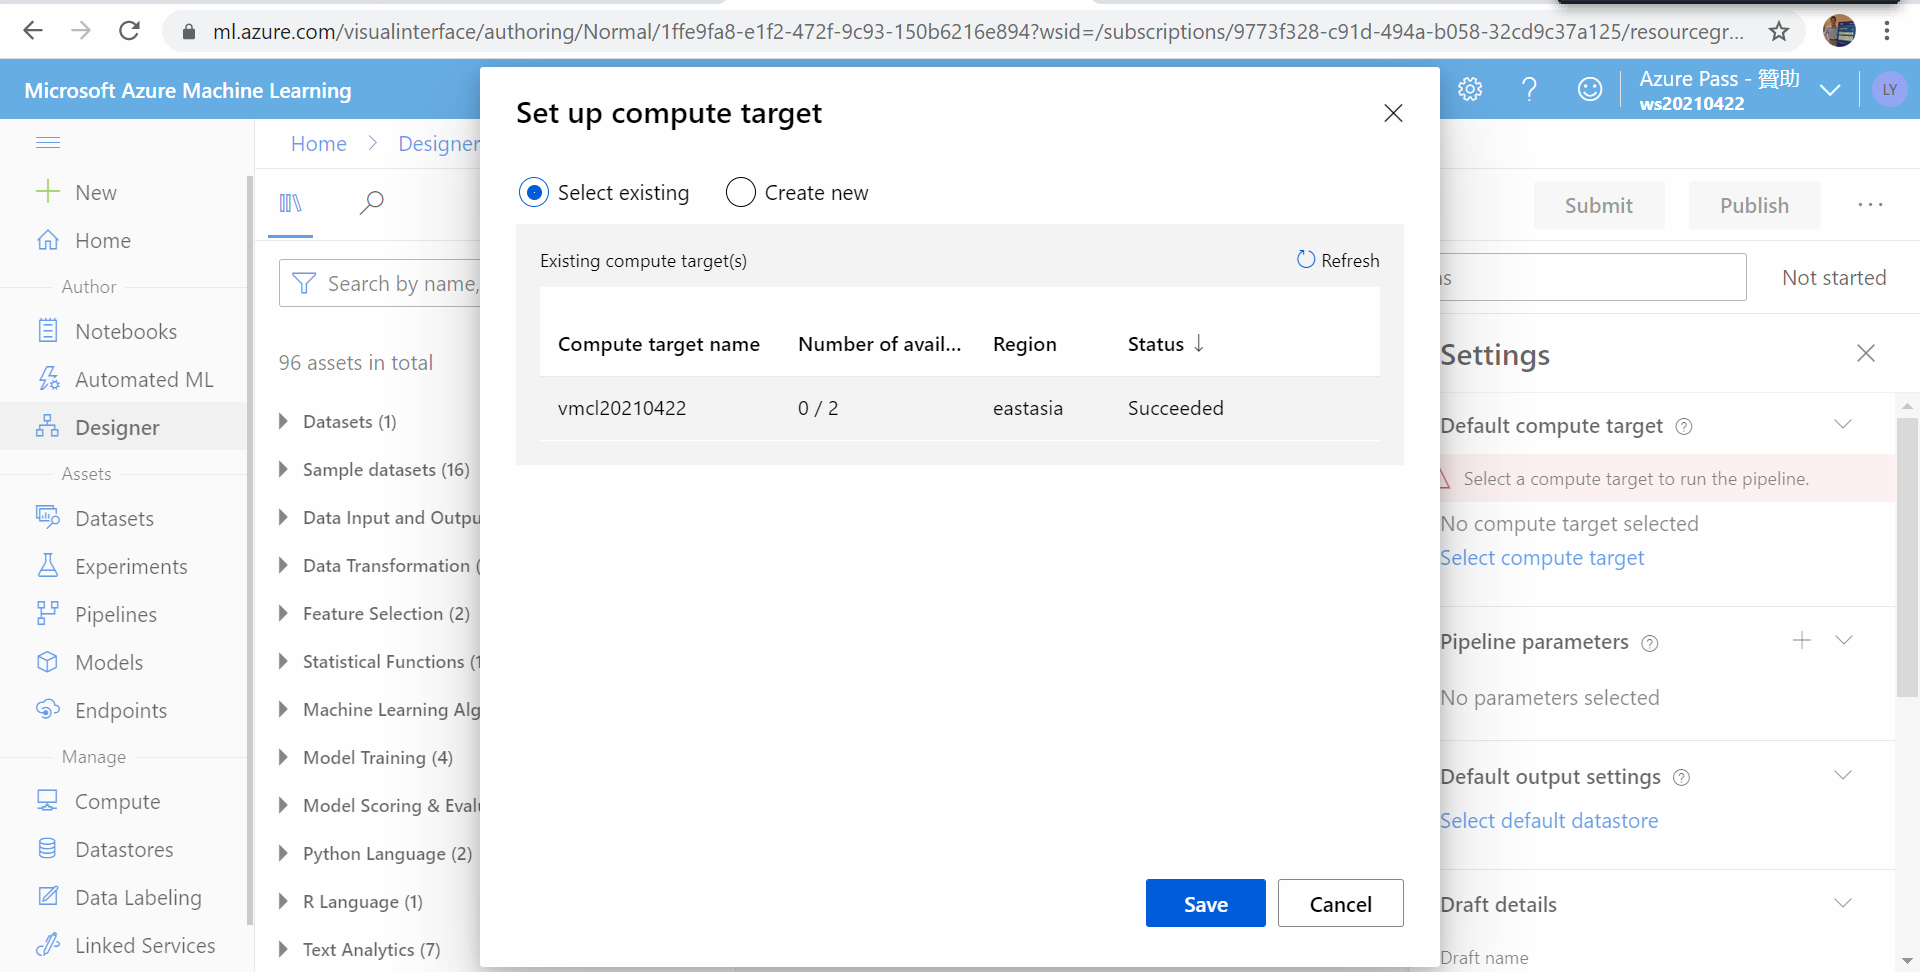 ml.azure.com/visualinterface/authoring/Normal/1ffe9fa8-e1f2-472f-9c93-150b6216e894?wsid=/subscriptions/9773f328-c91d-494a-b058-32cd9c37a125/resourcegr...
Microsoft Azure Machine Learning
Azure Pass - 贊助
ws20210422
LY
Home
Designer
New
Home
Author
Notebooks
Automated ML
Designer
Assets
Datasets
Experiments
Pipelines
Models
Endpoints
Manage
Compute
Datastores
Data Labeling
Linked Services
Search by name,
96 assets in total
Datasets (1)
Sample datasets (16)
Data Input and Outpu
Data Transformation (
Feature Selection (2)
Statistical Functions (1
Machine Learning Alg
Model Training (4)
Model Scoring & Evalu
Python Language (2)
R Language (1)
Text Analytics (7)
Set up compute target
Select existing
Create new
Existing compute target(s)
Refresh
Compute target name
Number of avail...
Region
Status
vmcl20210422
0 / 2
eastasia
Succeeded
Save
Cancel
Submit
Publish
Not started
Settings
Default compute target
Select a compute target to run the pipeline.
No compute target selected
Select compute target
Pipeline parameters
No parameters selected
Default output settings
Select default datastore
Draft details
Draft name